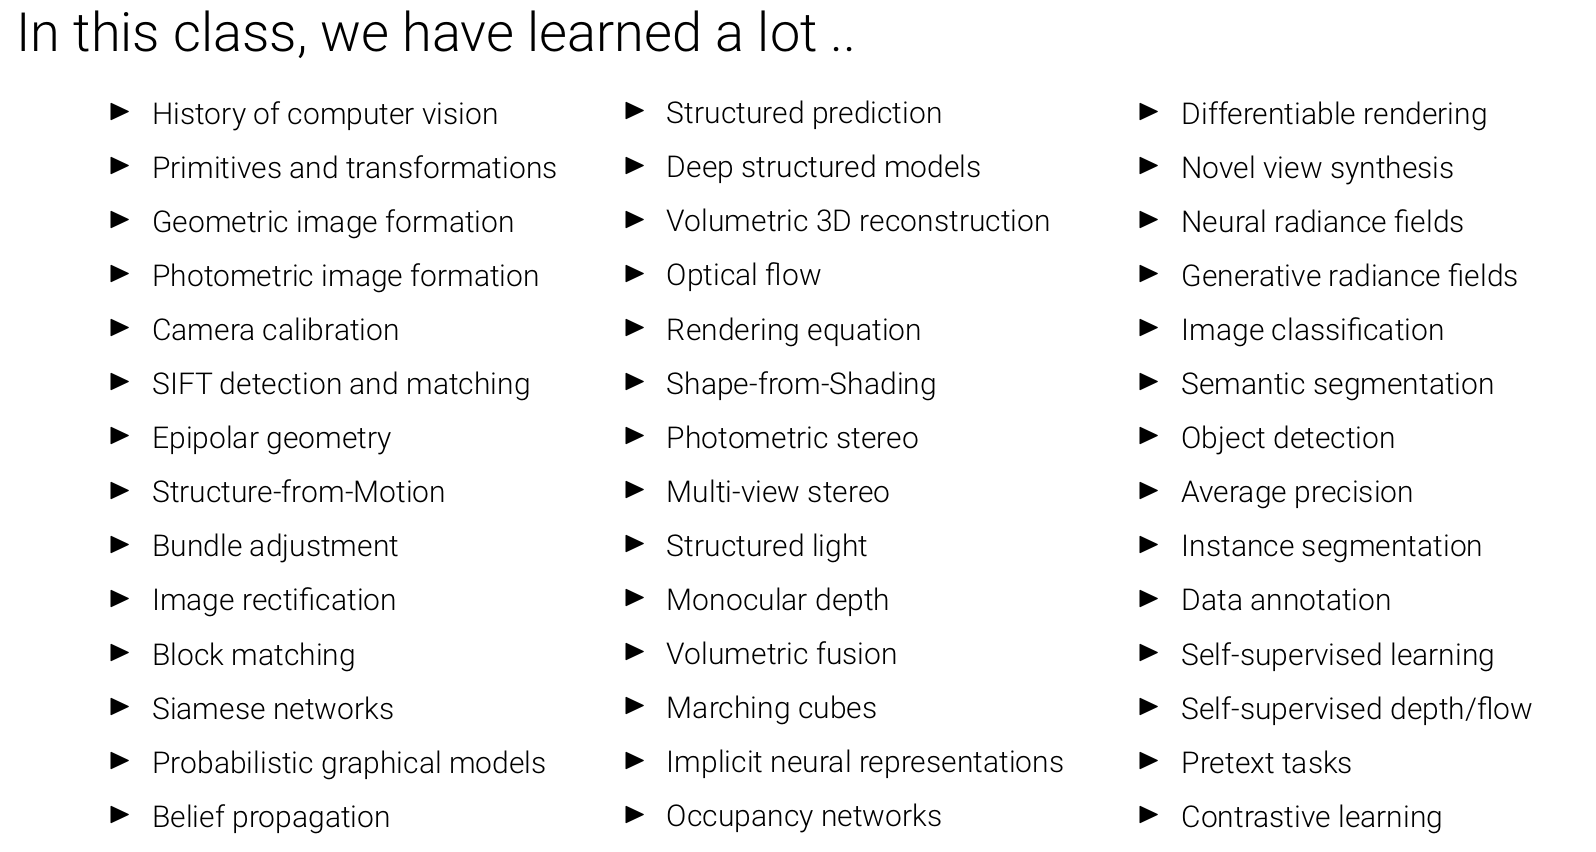 In this class, we have learned a lot ..
History of computer vision
Primitives and transformations
Geometric image formation
Photometric image formation
Camera calibration
SIFT detection and matching
Epipolar geometry
Structure-from-Motion
Bundle adjustment
Image rectification
Block matching
Siamese networks
Probabilistic graphical models
Belief propagation
Structured prediction
Deep structured models
Volumetric 3D reconstruction
Optical flow
Rendering equation
Shape-from-Shading
Photometric stereo
Multi-view stereo
Structured light
Monocular depth
Volumetric fusion
Marching cubes
Implicit neural representations
Occupancy networks
Differentiable rendering
Novel view synthesis
Neural radiance fields
Generative radiance fields
Image classification
Semantic segmentation
Object detection
Average precision
Instance segmentation
Data annotation
Self-supervised learning
Self-supervised depth/flow
Pretext tasks
Contrastive learning